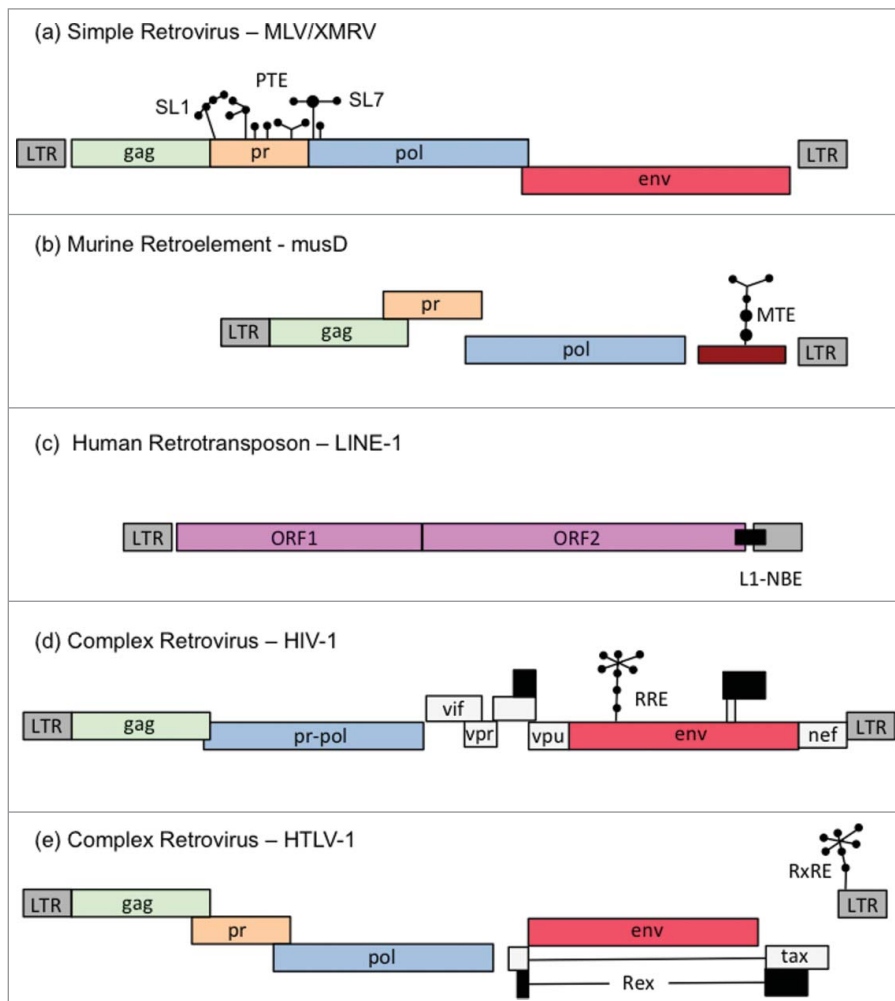 (a) Simple Retrovirus – MLV/XMRV
PTE
SL1
SL7
LTR
gag
pr
pol
LTR
env
(b) Murine Retroelement - musD
pr
MTE
LTR
gag
pol
LTR
(c) Human Retrotransposon – LINE-1
LTR
ORF1
ORF2
L1-NBE
(d) Complex Retrovirus – HIV-1
RRE
vif
LTR
gag
pr-pol
vpr
vpu
env
nef
LTR
(e) Complex Retrovirus – HTLV-1
RxRE
LTR
gag
LTR
pr
env
pol
tax
Rex